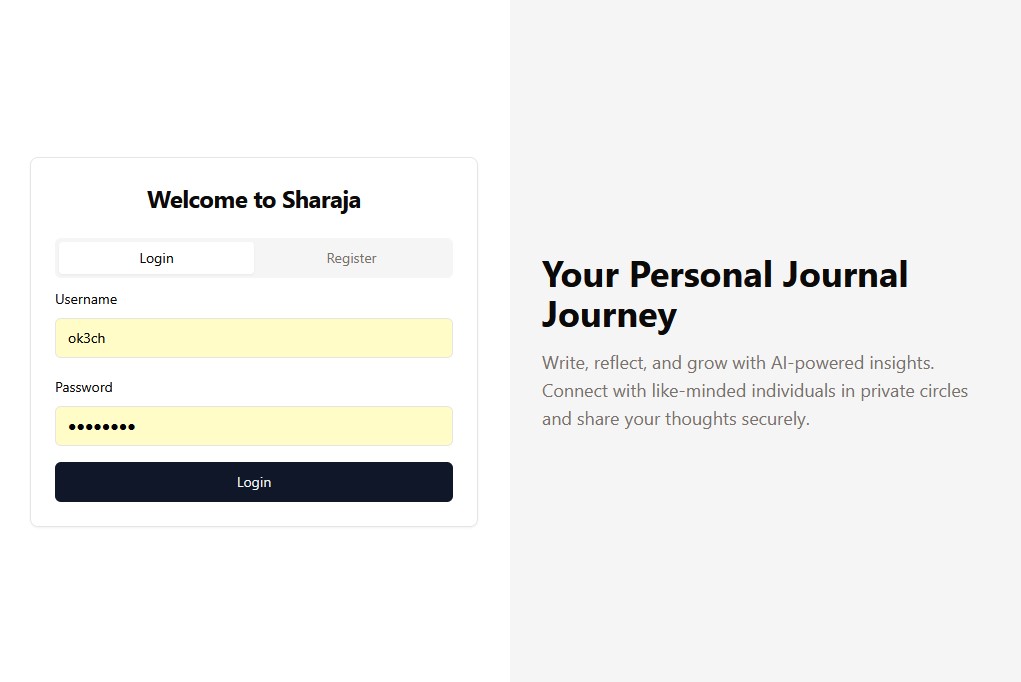 Welcome to Sharaja
Login
Register
Username
ok3ch
Password
••••••••
Login
Your Personal Journal
Journey
Write, reflect, and grow with AI-powered insights.
Connect with like-minded individuals in private circles
and share your thoughts securely.